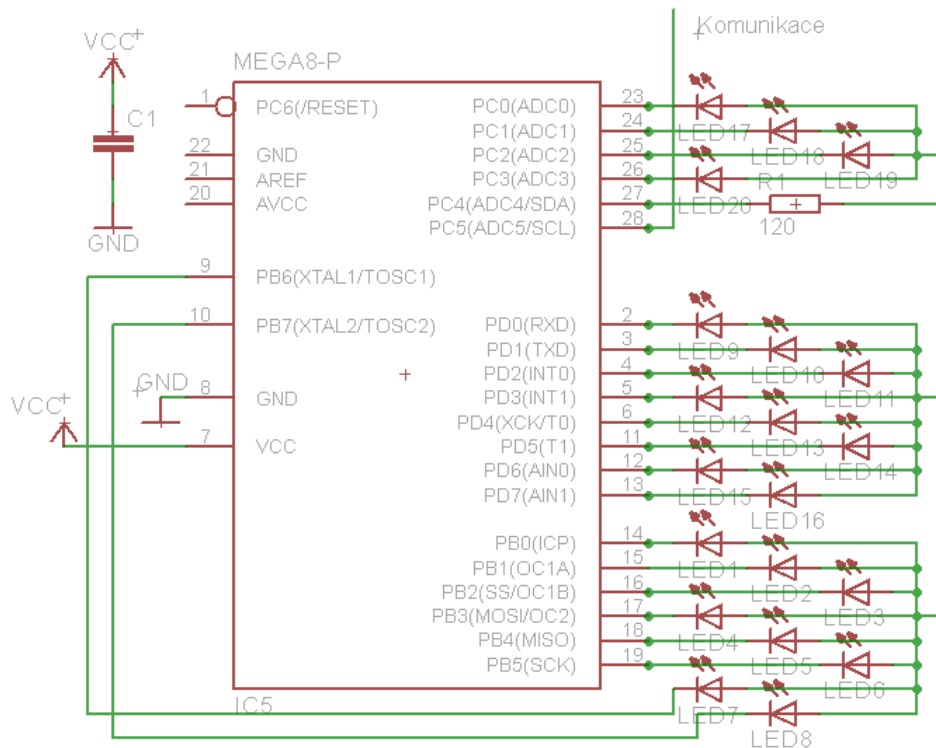 Komunikace
VCC
MEGA8-P
C1
GND
1 PC6(/RESET)
22 GND
21 AREF
20 AVCC
9 PB6(XTAL1/TOSC1)
10 PB7(XTAL2/TOSC2)
GND
8 GND
VCC
7 VCC
PC0(ADC0) 23
LED17
PC1(ADC1) 24
LED18
PC2(ADC2) 25
LED19
PC3(ADC3) 26
LED20
R1
PC4(ADC4/SDA) 27
120
PC5(ADC5/SCL) 28
PD0(RXD) 2
LED9
PD1(TXD) 3
LED10
PD2(INT0) 4
LED11
PD3(INT1) 5
LED12
PD4(XCK/T0) 6
LED13
PD5(T1) 11
LED14
PD6(AIN0) 12
LED15
PD7(AIN1) 13
LED16
PB0(ICP) 14
LED1
PB1(OC1A) 15
LED2
PB2(SS/OC1B) 16
LED3
PB3(MOSI/OC2) 17
LED4
PB4(MISO) 18
LED5
PB5(SCK) 19
LED6
LED7
LED8
IC5